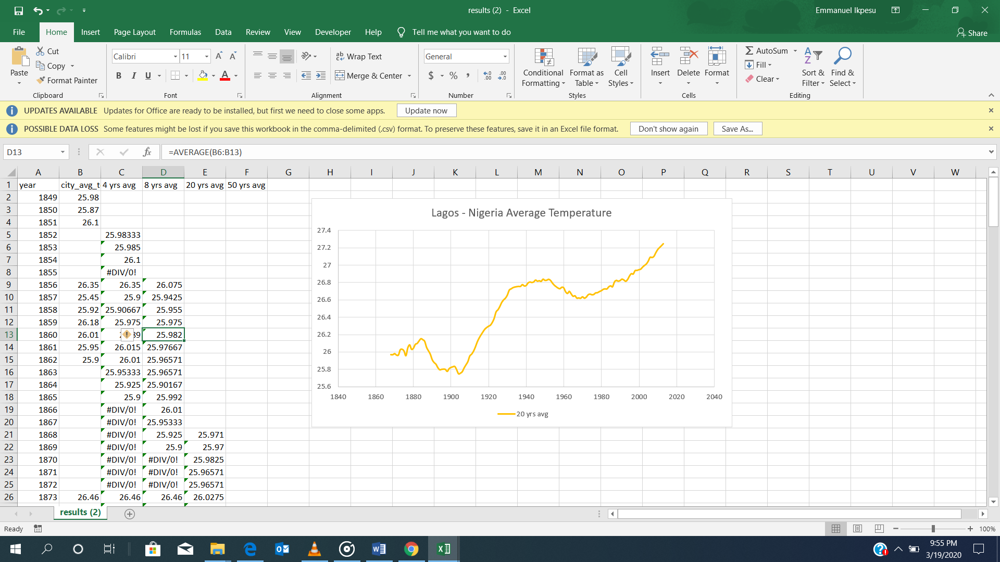 results (2) - Excel
Emmanuel Ikpesu
File Home Insert Page Layout Formulas Data Review View Developer Help Tell me what you want to do
Share
Paste
Cut
Copy
Format Painter
Clipboard
Calibri 11
B I U
Font
Wrap Text
Merge & Center
Alignment
General
$ % ,
Number
Conditional Formatting
Format as Table
Cell Styles
Styles
Insert Delete Format
Cells
AutoSum
Fill
Clear
Sort & Filter
Find & Select
Editing
UPDATES AVAILABLE Updates for Office are ready to be installed, but first we need to close some apps. Update now
POSSIBLE DATA LOSS Some features might be lost if you save this workbook in the comma-delimited (.csv) format. To preserve these features, save it in an Excel file format. Don't show again Save As...
D13 fx =AVERAGE(B6:B13)
A B C D E F G H I J K L M N O P Q R S T U V W
1 year city_avg_t 4 yrs avg 8 yrs avg 20 yrs avg 50 yrs avg
2 1849 25.98
3 1850 25.87
4 1851 26.1
5 1852 25.98333
6 1853 25.985
7 1854 26.1
8 1855 #DIV/0!
9 1856 26.35 26.35 26.075
10 1857 25.45 25.9 25.9425
11 1858 25.92 25.90667 25.955
12 1859 26.18 25.975 25.975
13 1860 26.01 25.982
14 1861 25.95 26.015 25.97667
15 1862 25.9 26.01 25.96571
16 1863 25.95333 25.96571
17 1864 25.925 25.90167
18 1865 25.9 25.992
19 1866 #DIV/0! 26.01
20 1867 #DIV/0! 25.95333
21 1868 #DIV/0! 25.925 25.971
22 1869 #DIV/0! 25.9 25.97
23 1870 #DIV/0! #DIV/0! 25.9825
24 1871 #DIV/0! #DIV/0! 25.96571
25 1872 #DIV/0! #DIV/0! 25.96571
26 1873 26.46 26.46 26.46 26.0275
Lagos - Nigeria Average Temperature
27.4
27.2
27
26.8
26.6
26.4
26.2
26
25.8
25.6
1840 1860 1880 1900 1920 1940 1960 1980 2000 2020 2040
20 yrs avg
results (2)
Ready
100%
9:55 PM
3/19/2020